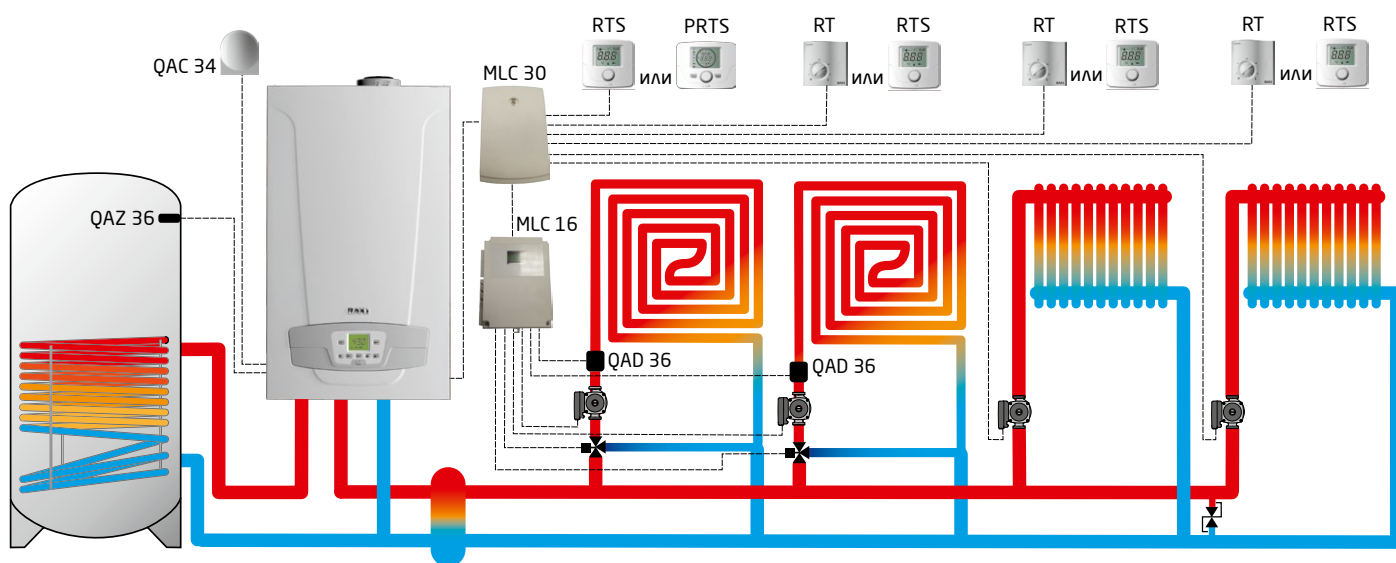 RTS или PRTS
RT или RTS
RT или RTS
RT или RTS
QAC 34
MLC 30
QAZ 36
MLC 16
BAXI
QAD 36
QAD 36